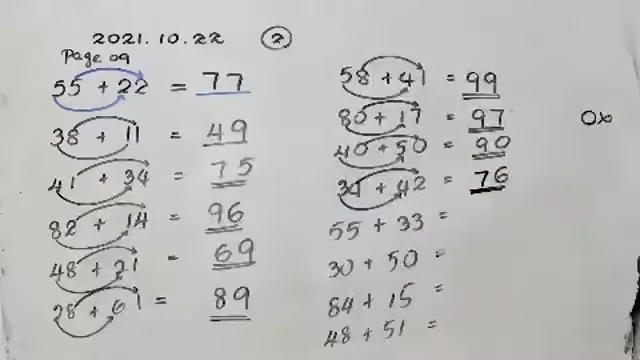 2021.10.22 ②
Page 09
55 + 22 = 77
38 + 11 = 49
41 + 34 = 75
82 + 14 = 96
48 + 21 = 69
28 + 61 = 89
58 + 41 = 99
80 + 17 = 97
40 + 50 = 90
34 + 42 = 76
55 + 33 =
30 + 50 =
84 + 15 =
48 + 51 =